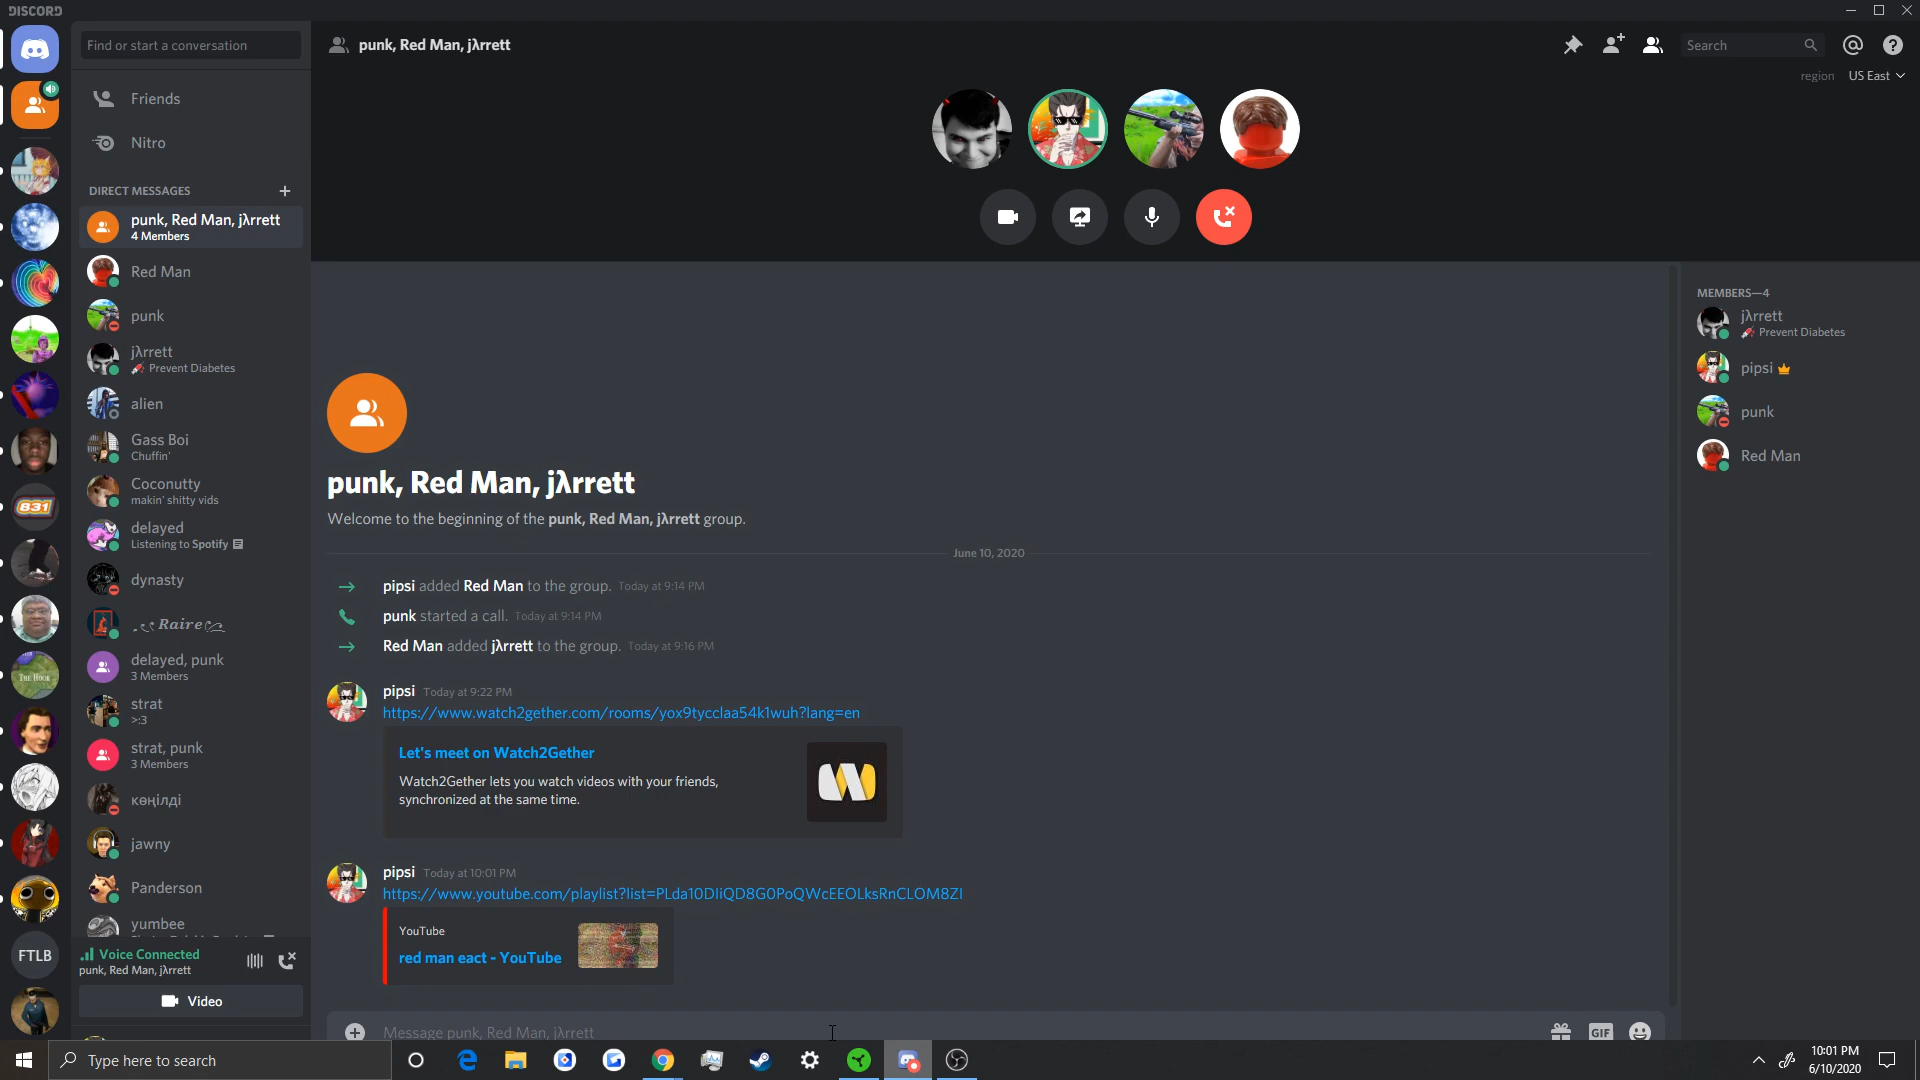 DISCORD
Find or start a conversation
Friends
Nitro
DIRECT MESSAGES
punk, Red Man, jλrrett
4 Members
Red Man
punk
jλrrett
Prevent Diabetes
alien
Gass Boi
Chuffin'
Coconutty
makin' shitty vids
delayed
Listening to Spotify
dynasty
Raire
delayed, punk
3 Members
strat
>:3
strat, punk
3 Members
көңілді
jawny
Panderson
yumbee
Voice Connected
punk, Red Man, jλrrett
Video
831
THE HOOK
FTLB
punk, Red Man, jλrrett
Search
region US East
punk, Red Man, jλrrett
Welcome to the beginning of the punk, Red Man, jλrrett group.
June 10, 2020
pipsi added Red Man to the group. Today at 9:14 PM
punk started a call. Today at 9:14 PM
Red Man added jλrrett to the group. Today at 9:16 PM
pipsi Today at 9:22 PM
https://www.watch2gether.com/rooms/yox9tycclaa54k1wuh?lang=en
Let's meet on Watch2Gether
Watch2Gether lets you watch videos with your friends,
synchronized at the same time.
pipsi Today at 10:01 PM
https://www.youtube.com/playlist?list=PLda10DIiQD8G0PoQWcEEOLksRnCLOM8ZI
YouTube
red man eact - YouTube
Message punk, Red Man, jλrrett
GIF
MEMBERS—4
jλrrett
Prevent Diabetes
pipsi
punk
Red Man
Type here to search
10:01 PM
6/10/2020